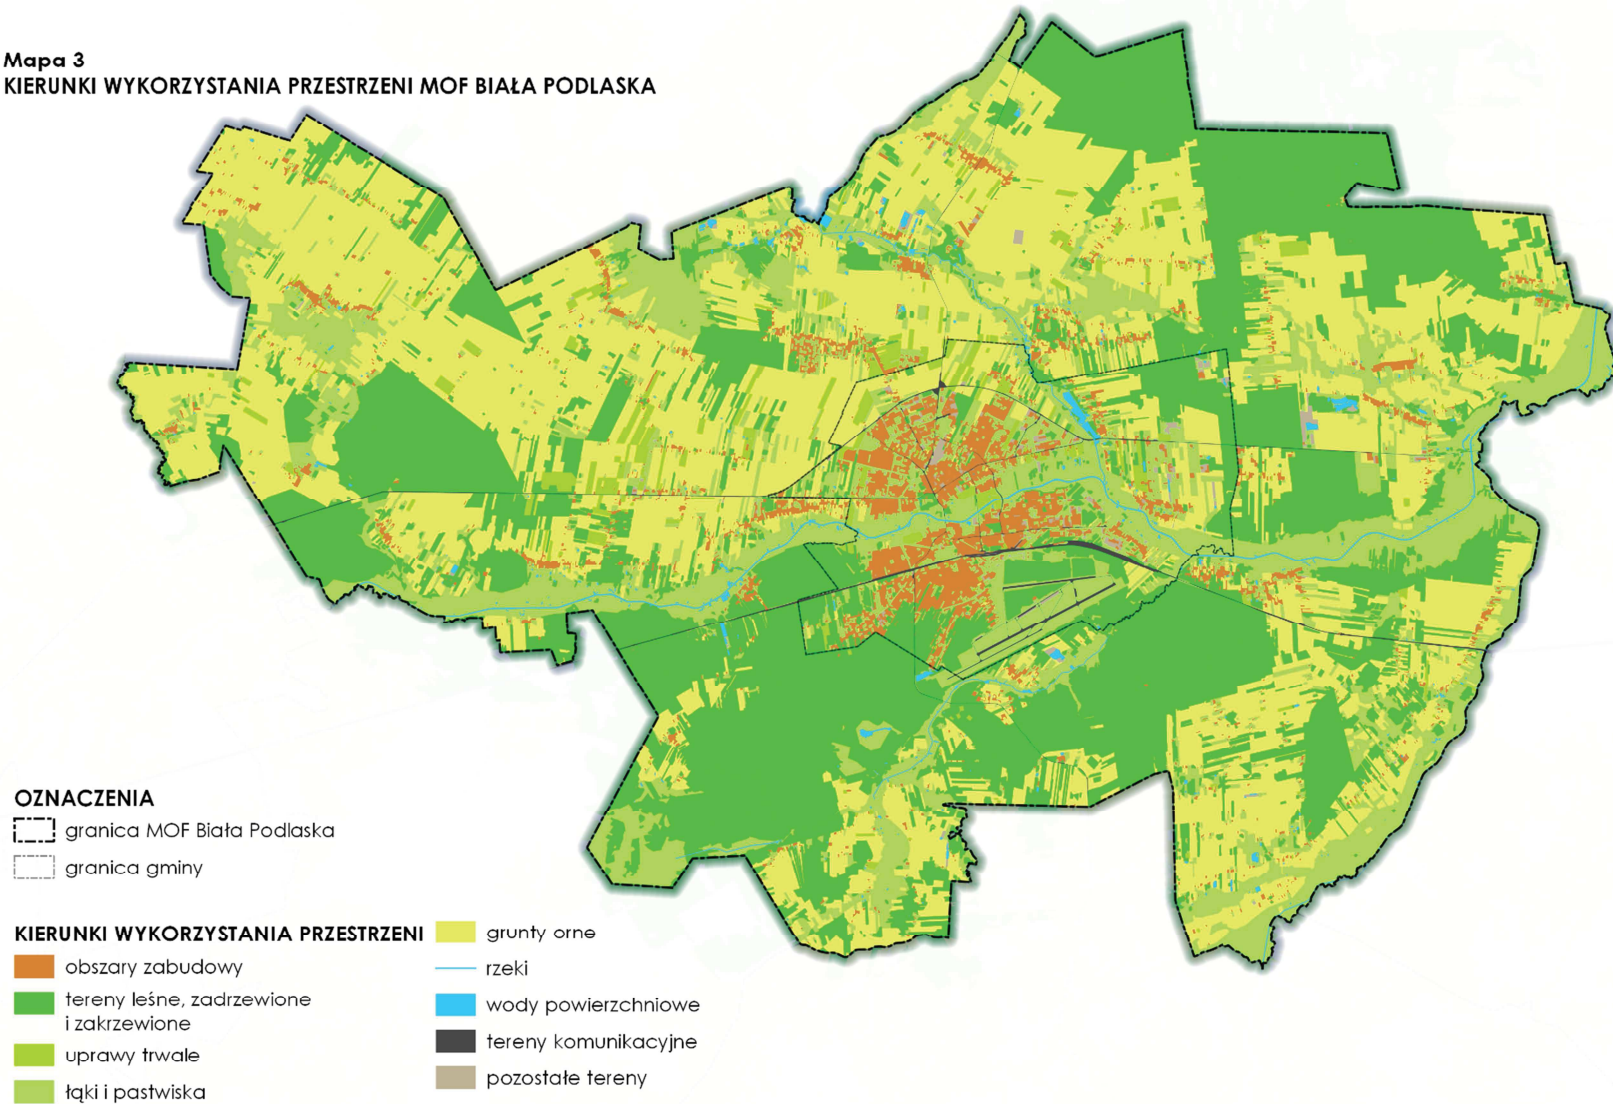 Mapa 3
KIERUNKI WYKORZYSTANIA PRZESTRZENI MOF BIAŁA PODLASKA
OZNACZENIA
granica MOF Biała Podlaska
granica gminy
KIERUNKI WYKORZYSTANIA PRZESTRZENI
obszary zabudowy
tereny leśne, zadrzewione
i zakrzewione
uprawy trwałe
łąki i pastwiska
grunty orne
rzeki
wody powierzchniowe
tereny komunikacyjne
pozostałe tereny